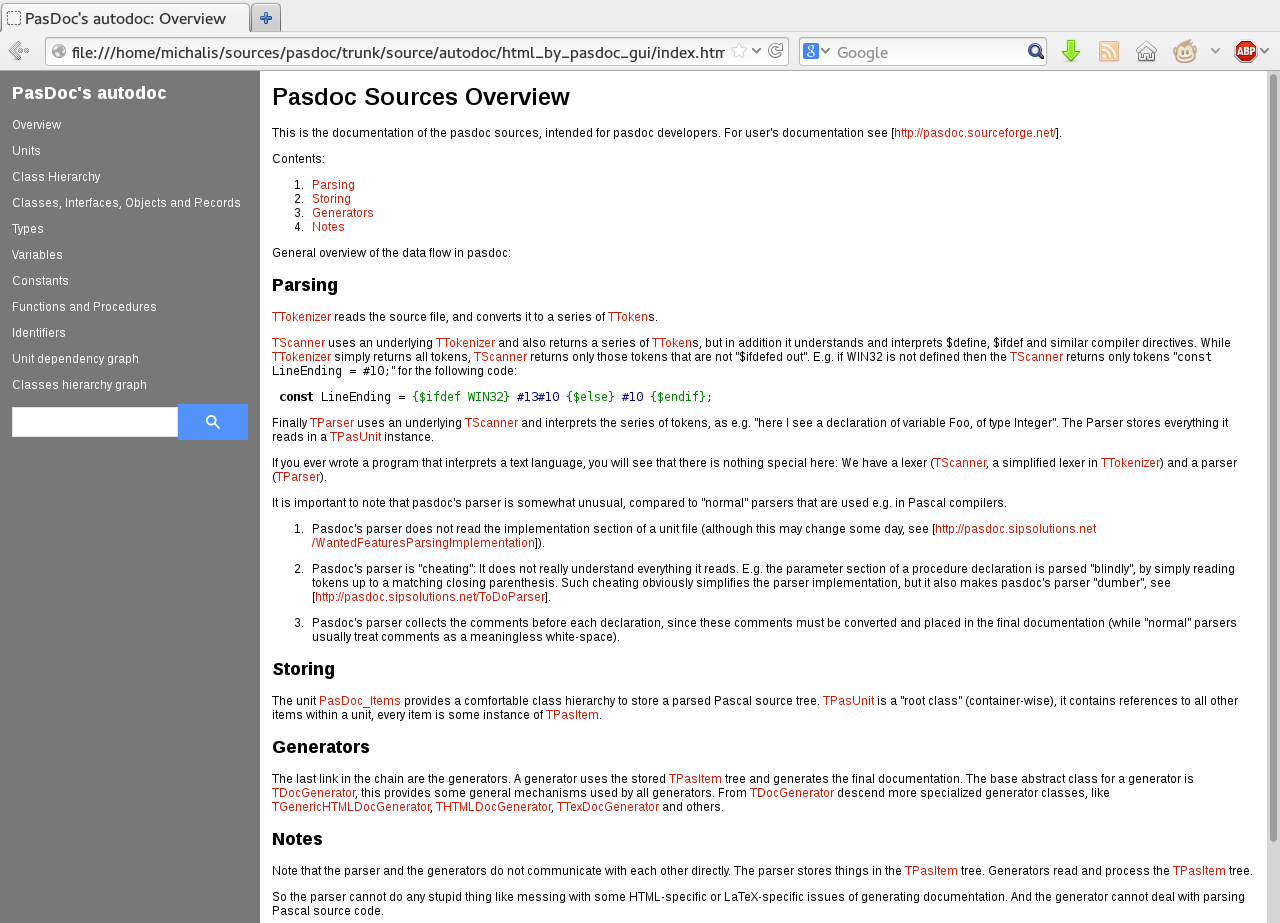 PasDoc's autodoc: Overview
file:///home/michalis/sources/pasdoc/trunk/source/autodoc/html_by_pasdoc_gui/index.htm
8
Google
ABP
PasDoc's autodoc
Overview
Units
Class Hierarchy
Classes, Interfaces, Objects and Records
Types
Variables
Constants
Functions and Procedures
Identifiers
Unit dependency graph
Classes hierarchy graph
Pasdoc Sources Overview
This is the documentation of the pasdoc sources, intended for pasdoc developers. For user's documentation see [http://pasdoc.sourceforge.net/].
Contents:
1. Parsing
2. Storing
3. Generators
4. Notes
General overview of the data flow in pasdoc:
Parsing
TTokenizer reads the source file, and converts it to a series of TTokens.
TScanner uses an underlying TTokenizer and also returns a series of TTokens, but in addition it understands and interprets $define, $ifdef and similar compiler directives. While
TTokenizer simply returns all tokens, TScanner returns only those tokens that are not "$ifdefed out". E.g. if WIN32 is not defined then the TScanner returns only tokens "const
LineEnding = #10;" for the following code:
const LineEnding = {$ifdef WIN32} #13#10 {$else} #10 {$endif};
Finally TParser uses an underlying TScanner and interprets the series of tokens, as e.g. "here I see a declaration of variable Foo, of type Integer". The Parser stores everything it
reads in a TPasUnit instance.
If you ever wrote a program that interprets a text language, you will see that there is nothing special here: We have a lexer (TScanner, a simplified lexer in TTokenizer) and a parser
(TParser).
It is important to note that pasdoc's parser is somewhat unusual, compared to "normal" parsers that are used e.g. in Pascal compilers.
1. Pasdoc's parser does not read the implementation section of a unit file (although this may change some day, see [http://pasdoc.sipsolutions.net
/WantedFeaturesParsingImplementation]).
2. Pasdoc's parser is "cheating": It does not really understand everything it reads. E.g. the parameter section of a procedure declaration is parsed "blindly", by simply reading
tokens up to a matching closing parenthesis. Such cheating obviously simplifies the parser implementation, but it also makes pasdoc's parser "dumber", see
[http://pasdoc.sipsolutions.net/ToDoParser].
3. Pasdoc's parser collects the comments before each declaration, since these comments must be converted and placed in the final documentation (while "normal" parsers
usually treat comments as a meaningless white-space).
Storing
The unit PasDoc_Items provides a comfortable class hierarchy to store a parsed Pascal source tree. TPasUnit is a "root class" (container-wise), it contains references to all other
items within a unit, every item is some instance of TPasItem.
Generators
The last link in the chain are the generators. A generator uses the stored TPasItem tree and generates the final documentation. The base abstract class for a generator is
TDocGenerator, this provides some general mechanisms used by all generators. From TDocGenerator descend more specialized generator classes, like
TGenericHTMLDocGenerator, THTMLDocGenerator, TTexDocGenerator and others.
Notes
Note that the parser and the generators do not communicate with each other directly. The parser stores things in the TPasItem tree. Generators read and process the TPasItem tree.
So the parser cannot do any stupid thing like messing with some HTML-specific or LaTeX-specific issues of generating documentation. And the generator cannot deal with parsing
Pascal source code.